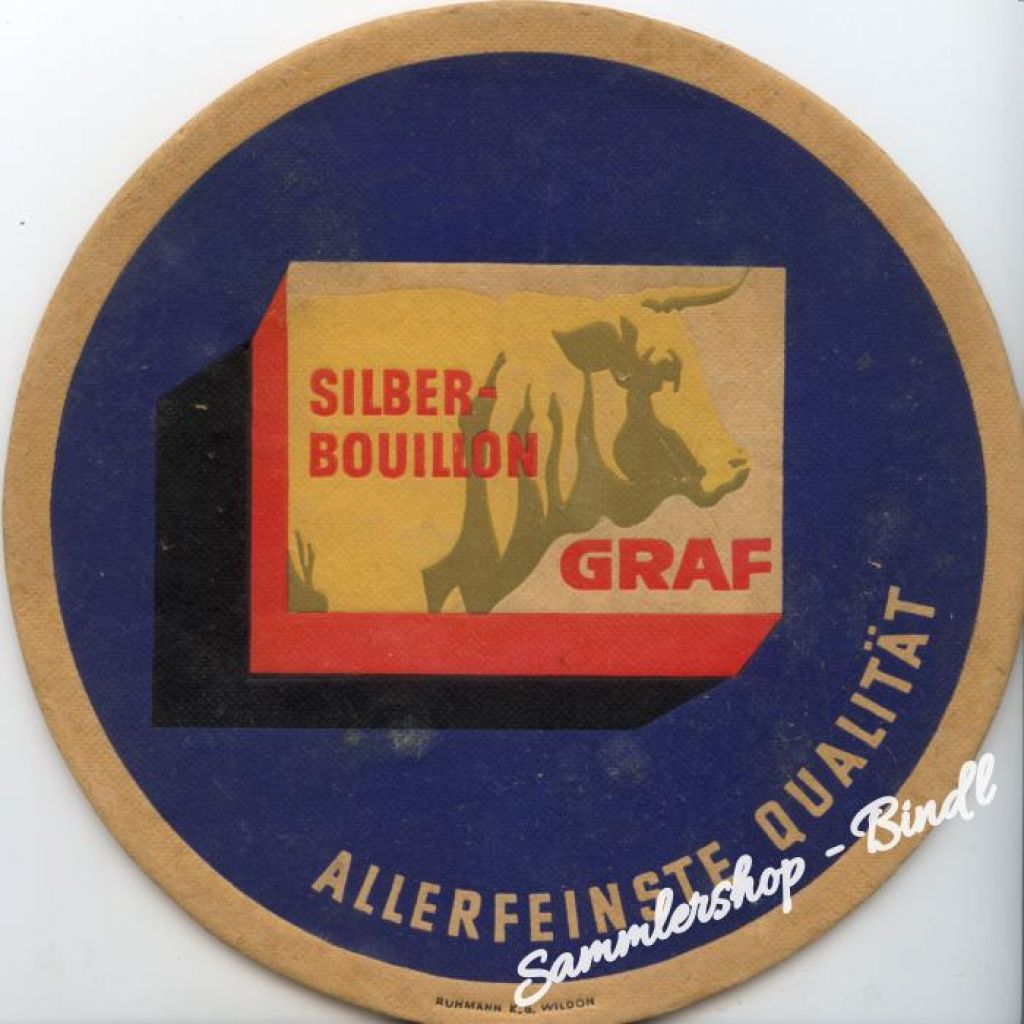 SILBER-
BOUILLON
GRAF
ALLERFEINSTE QUALITÄT
Sammlershop - Bindl
RUHMANN K.G. WILDON